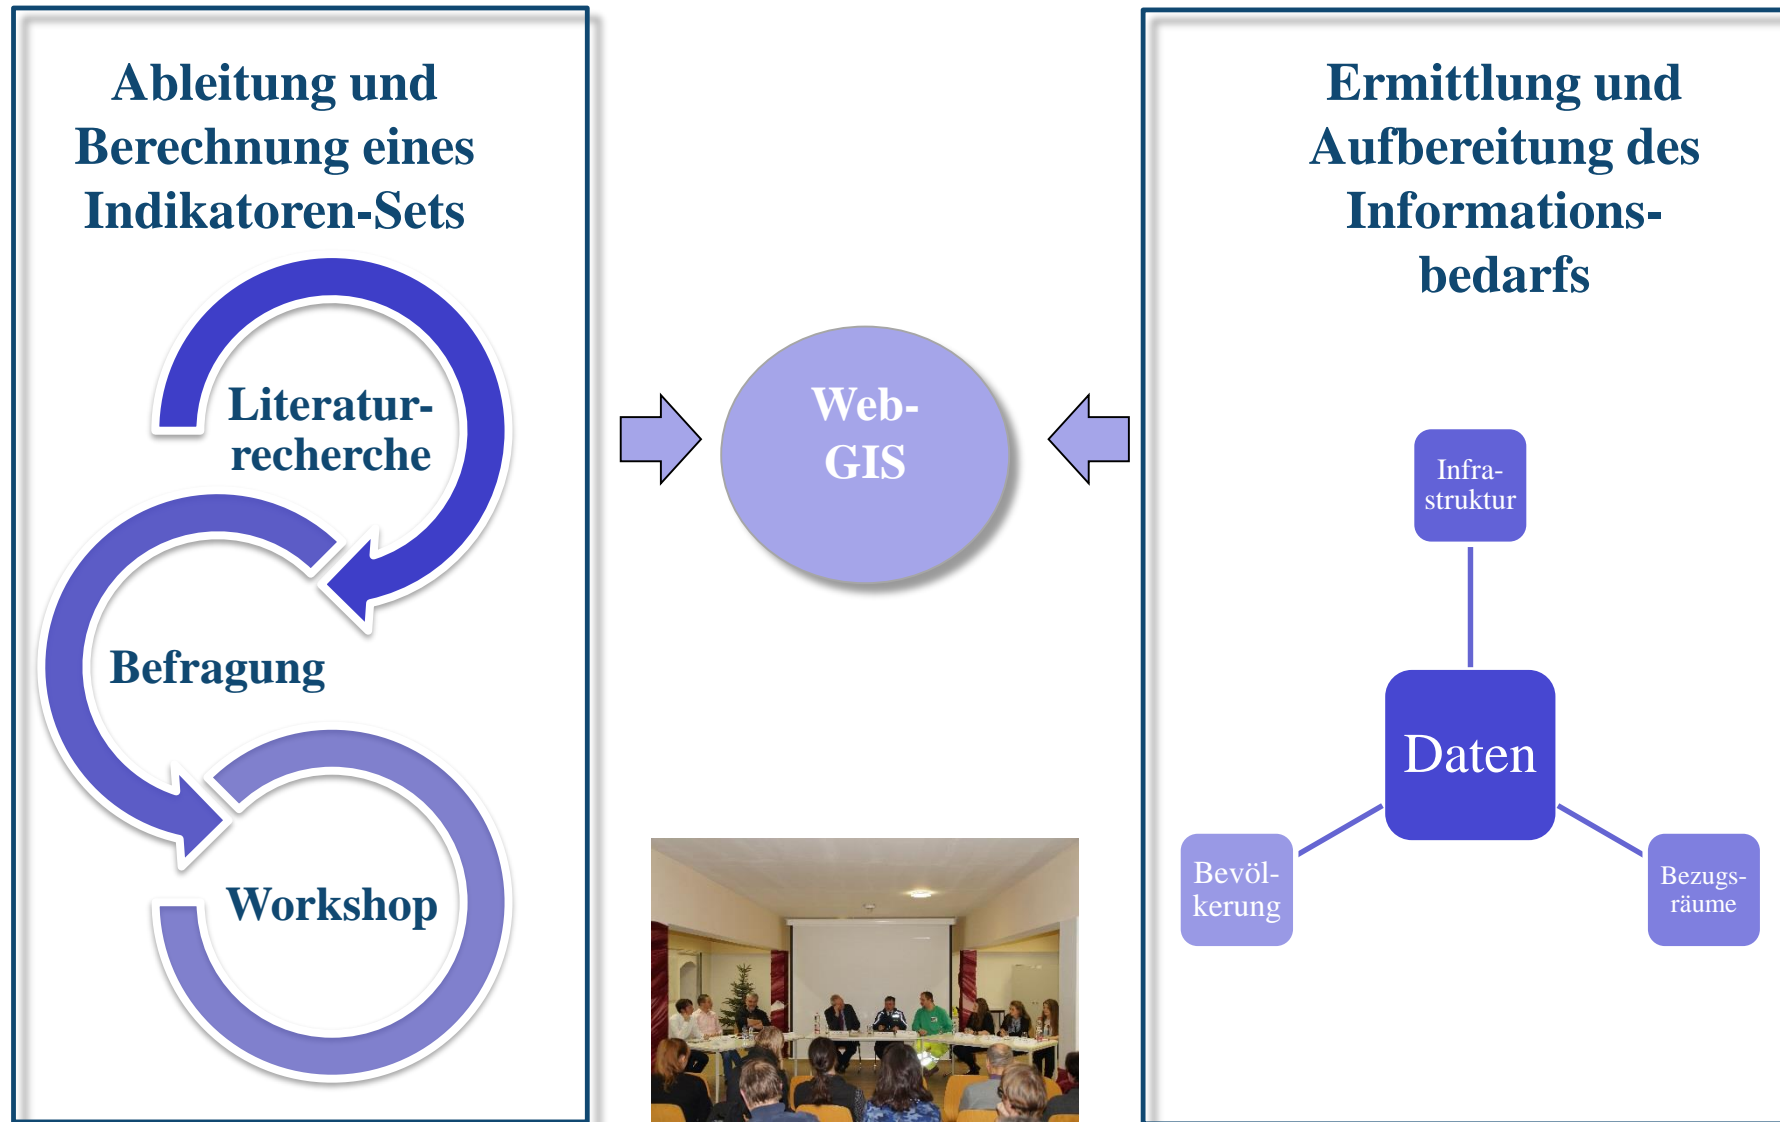 Ableitung und
Berechnung eines
Indikatoren-Sets
Literatur-
recherche
Befragung
Workshop
Web-
GIS
Ermittlung und
Aufbereitung des
Informations-
bedarfs
Infra-
struktur
Daten
Bevöl-
kerung
Bezugs-
räume